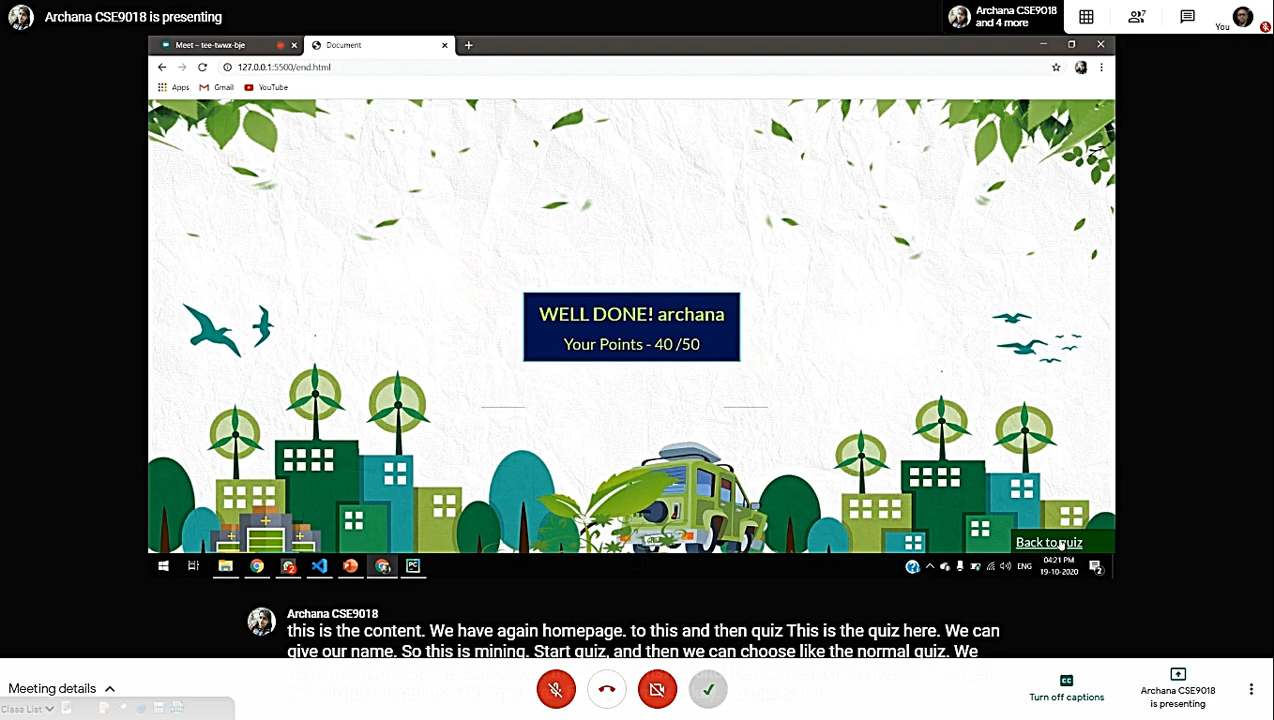 Archana CSE9018 is presenting
Archana CSE9018
and 4 more
7
You
Meet – tee-twwx-bje
Document
127.0.0.1:5500/end.html
Apps
Gmail
YouTube
WELL DONE! archana
Your Points - 40 /50
Back to quiz
ENG
04:21 PM
19-10-2020
2
Archana CSE9018
this is the content. We have again homepage. to this and then quiz This is the quiz here. We can
give our name. So this is mining. Start quiz, and then we can choose like the normal quiz. We
Meeting details
Class List
Turn off captions
Archana CSE9018
is presenting